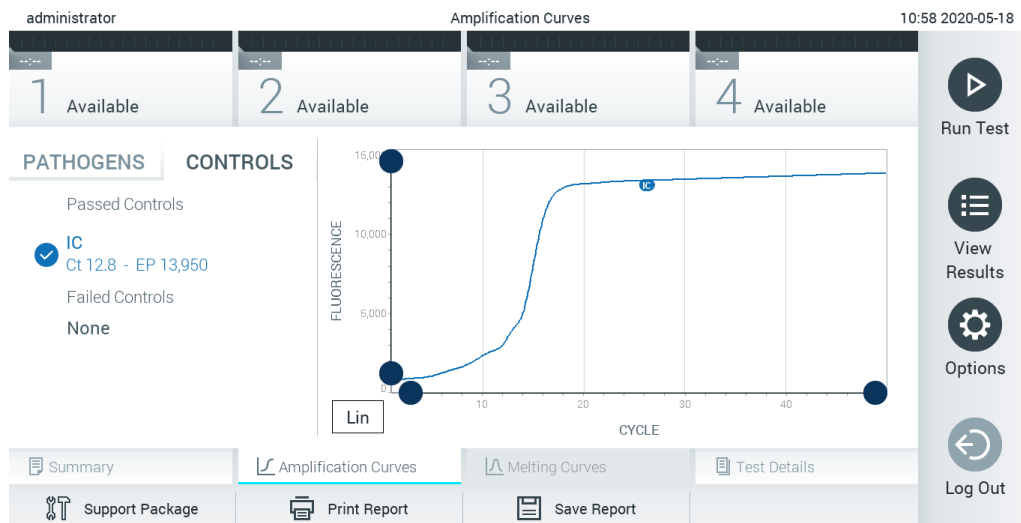 administrator
Amplification Curves
10:58 2020-05-18
--:--
1 Available
--:--
2 Available
--:--
3 Available
--:--
4 Available
Run Test
View
Results
Options
Log Out
PATHOGENS
CONTROLS
Passed Controls
IC
Ct 12.8 - EP 13,950
Failed Controls
None
FLUORESCENCE
15,00
10,000
5,000
0
IC
10
20
30
40
CYCLE
Lin
Summary
Amplification Curves
Melting Curves
Test Details
Support Package
Print Report
Save Report